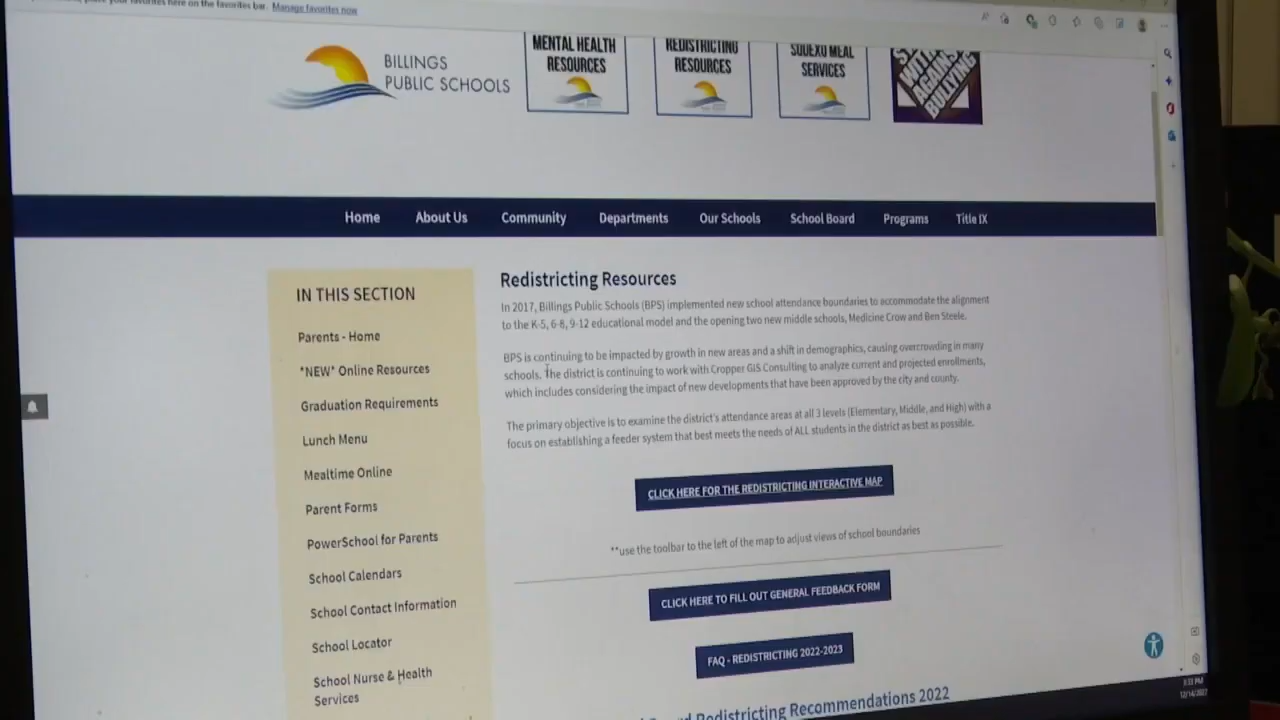 here on the favorites bar. Manage favorites now
BILLINGS
PUBLIC SCHOOLS
MENTAL HEALTH
RESOURCES
REDISTRICTING
RESOURCES
SODEXO MEAL
SERVICES
WITH
AGAINST
BULLYING
Home About Us Community Departments Our Schools School Board Programs Title IX
IN THIS SECTION
Parents - Home
*NEW* Online Resources
Graduation Requirements
Lunch Menu
Mealtime Online
Parent Forms
PowerSchool for Parents
School Calendars
School Contact Information
School Locator
School Nurse & Health
Services
Redistricting Resources
In 2017, Billings Public Schools (BPS) implemented new school attendance boundaries to accommodate the alignment
to the K-5, 6-8, 9-12 educational model and the opening two new middle schools, Medicine Crow and Ben Steele.
BPS is continuing to be impacted by growth in new areas and a shift in demographics, causing overcrowding in many
schools. The district is continuing to work with Cropper GIS Consulting to analyze current and projected enrollments,
which includes considering the impact of new developments that have been approved by the city and county.
The primary objective is to examine the district's attendance areas at all 3 levels (Elementary, Middle, and High) with a
focus on establishing a feeder system that best meets the needs of ALL students in the district as best as possible.
CLICK HERE FOR THE REDISTRICTING INTERACTIVE MAP
**use the toolbar to the left of the map to adjust views of school boundaries
CLICK HERE TO FILL OUT GENERAL FEEDBACK FORM
FAQ - REDISTRICTING 2022-2023
Redistricting Recommendations 2022